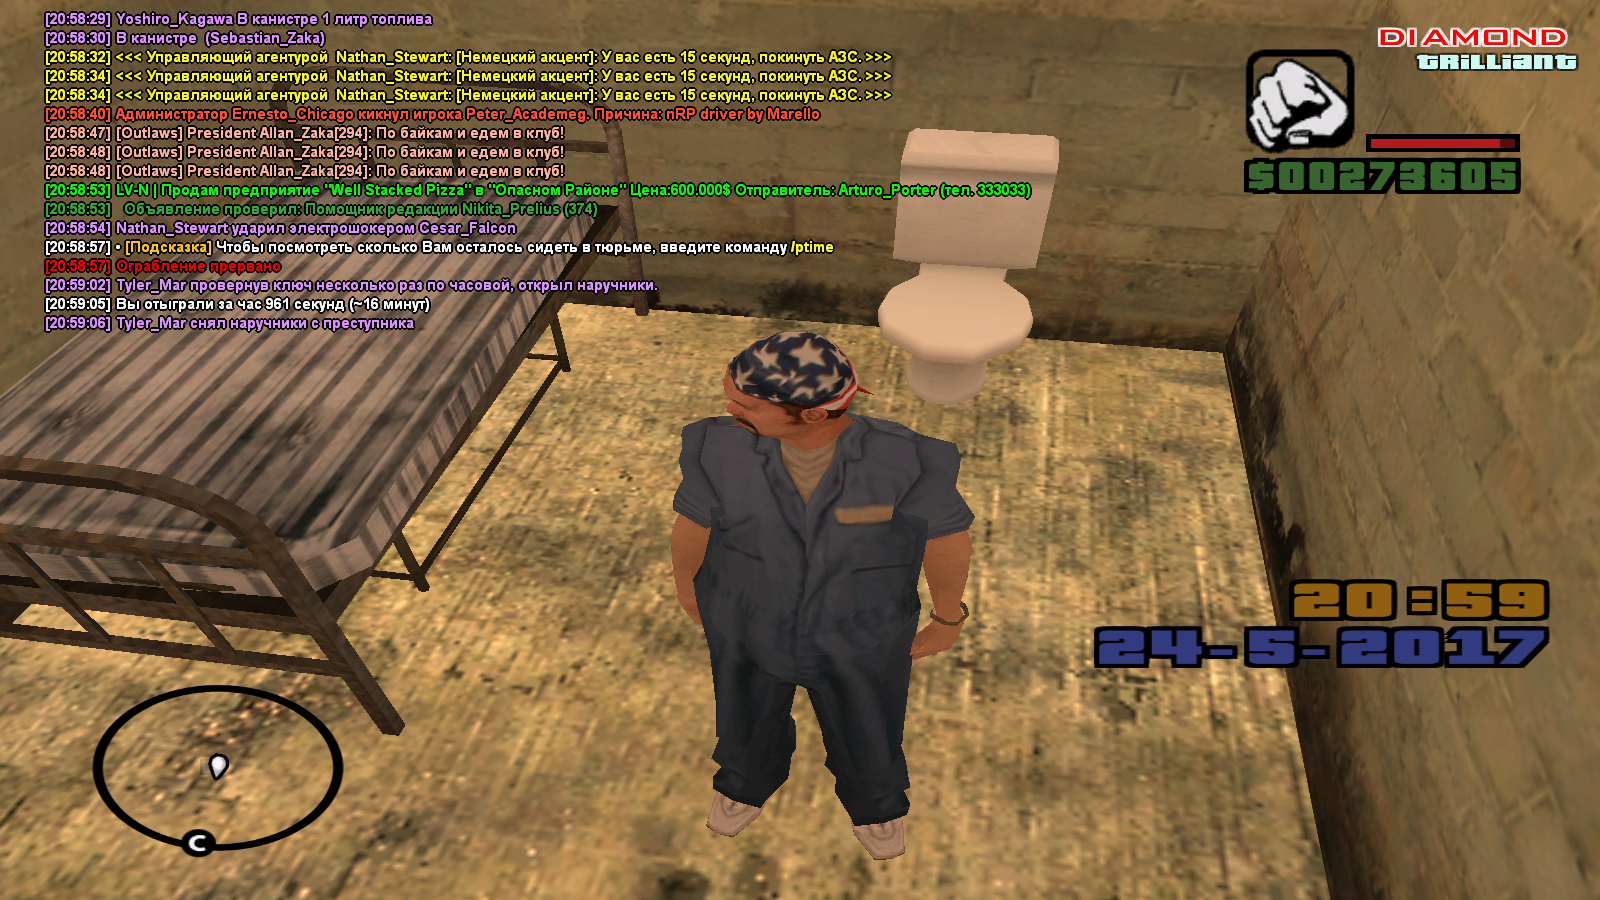 [20:58:29] Yoshiro_Kagawa В канистре 1 литр топлива
[20:58:30] В канистре  (Sebastian_Zaka)
[20:58:32] <<< Управляющий агентурой  Nathan_Stewart: [Немецкий акцент]: У вас есть 15 секунд, покинуть АЗС. >>>
[20:58:34] <<< Управляющий агентурой  Nathan_Stewart: [Немецкий акцент]: У вас есть 15 секунд, покинуть АЗС. >>>
[20:58:34] <<< Управляющий агентурой  Nathan_Stewart: [Немецкий акцент]: У вас есть 15 секунд, покинуть АЗС. >>>
[20:58:40] Администратор Ernesto_Chicago кикнул игрока Peter_Academeg. Причина: nRP driver by Marello
[20:58:47] [Outlaws] President Allan_Zaka[294]: По байкам и едем в клуб!
[20:58:48] [Outlaws] President Allan_Zaka[294]: По байкам и едем в клуб!
[20:58:48] [Outlaws] President Allan_Zaka[294]: По байкам и едем в клуб!
[20:58:53] LV-N | Продам предприятие "Well Stacked Pizza" в "Опасном Районе" Цена:600.000$ Отправитель: Arturo_Porter (тел. 333033)
[20:58:53]   Объявление проверил: Помощник редакции Nikita_Prelius (374)
[20:58:54] Nathan_Stewart ударил электрошокером Cesar_Falcon
[20:58:57] • [Подсказка] Чтобы посмотреть сколько Вам осталось сидеть в тюрьме, введите команду /ptime
[20:58:57] Ограбление прервано
[20:59:02] Tyler_Mar провернув ключ несколько раз по часовой, открыл наручники.
[20:59:05] Вы отыграли за час 961 секунд (~16 минут)
[20:59:06] Tyler_Mar снял наручники с преступника
DIAMOND
TRiLLiANT
$00273605
20:59
24-5-2017
С